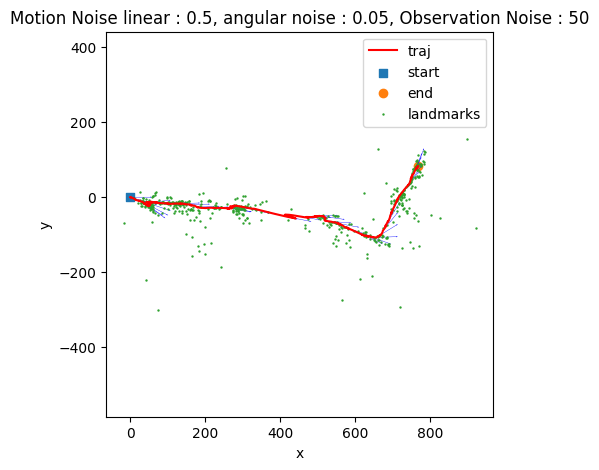 Motion Noise linear : 0.5, angular noise : 0.05, Observation Noise : 50
traj
start
end
landmarks
400
200
0
−200
−400
y
0 200 400 600 800
x